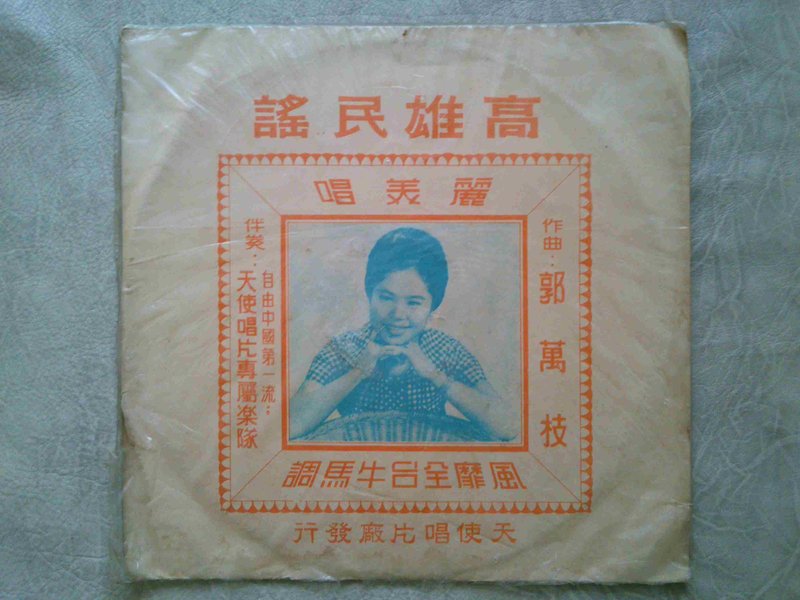 高雄民謠
麗美唱
作曲：郭萬枝
伴奏：自由中國第一流，
天使唱片專屬楽隊
風靡全台牛馬調
天使唱片廠發行